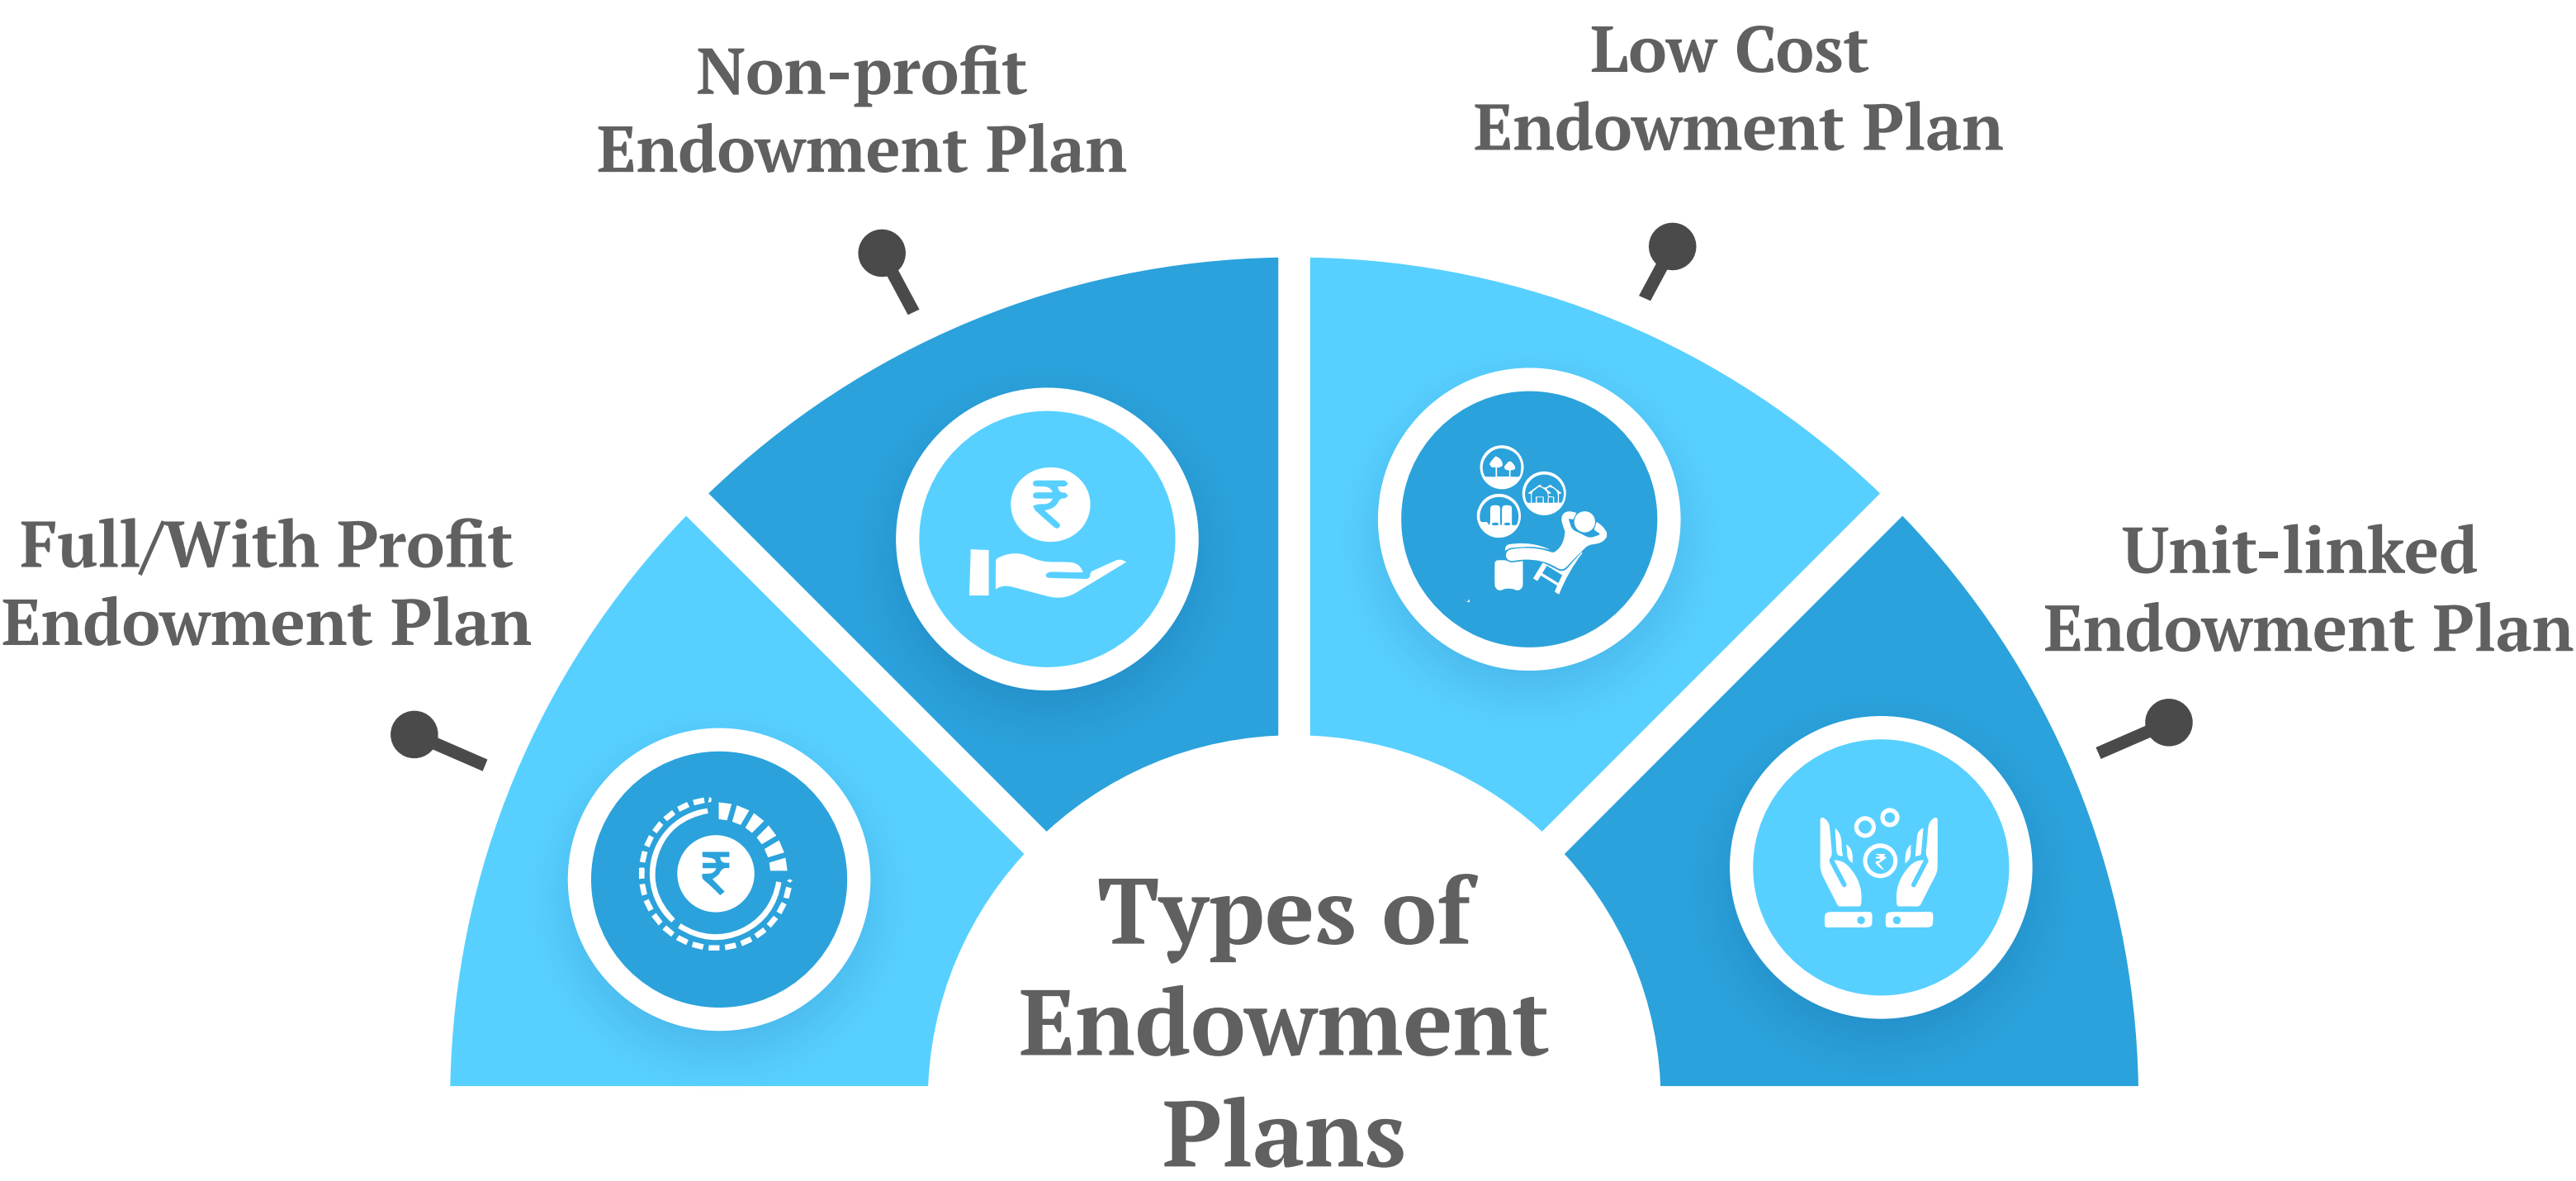 Non-profit
Endowment Plan
Low Cost
Endowment Plan
Full/With Profit
Endowment Plan
Unit-linked
Endowment Plan
₹
₹
₹
Types of
Endowment
Plans